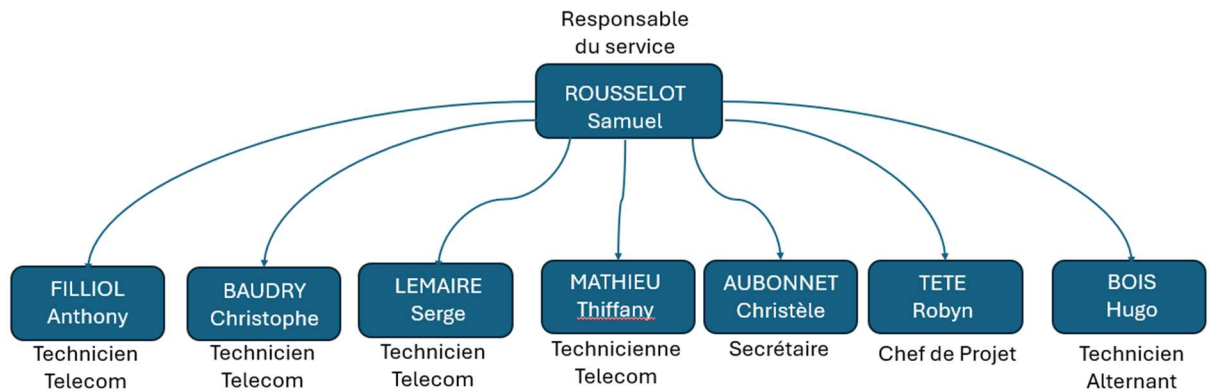 Responsable
du service
ROUSSELOT
Samuel
FILLIOL
Anthony
Technicien
Telecom
BAUDRY
Christophe
Technicien
Telecom
LEMAIRE
Serge
Technicien
Telecom
MATHIEU
Thiffany
Technicienne
Telecom
AUBONNET
Christèle
Secrétaire
TETE
Robyn
Chef de Projet
BOIS
Hugo
Technicien
Alternant